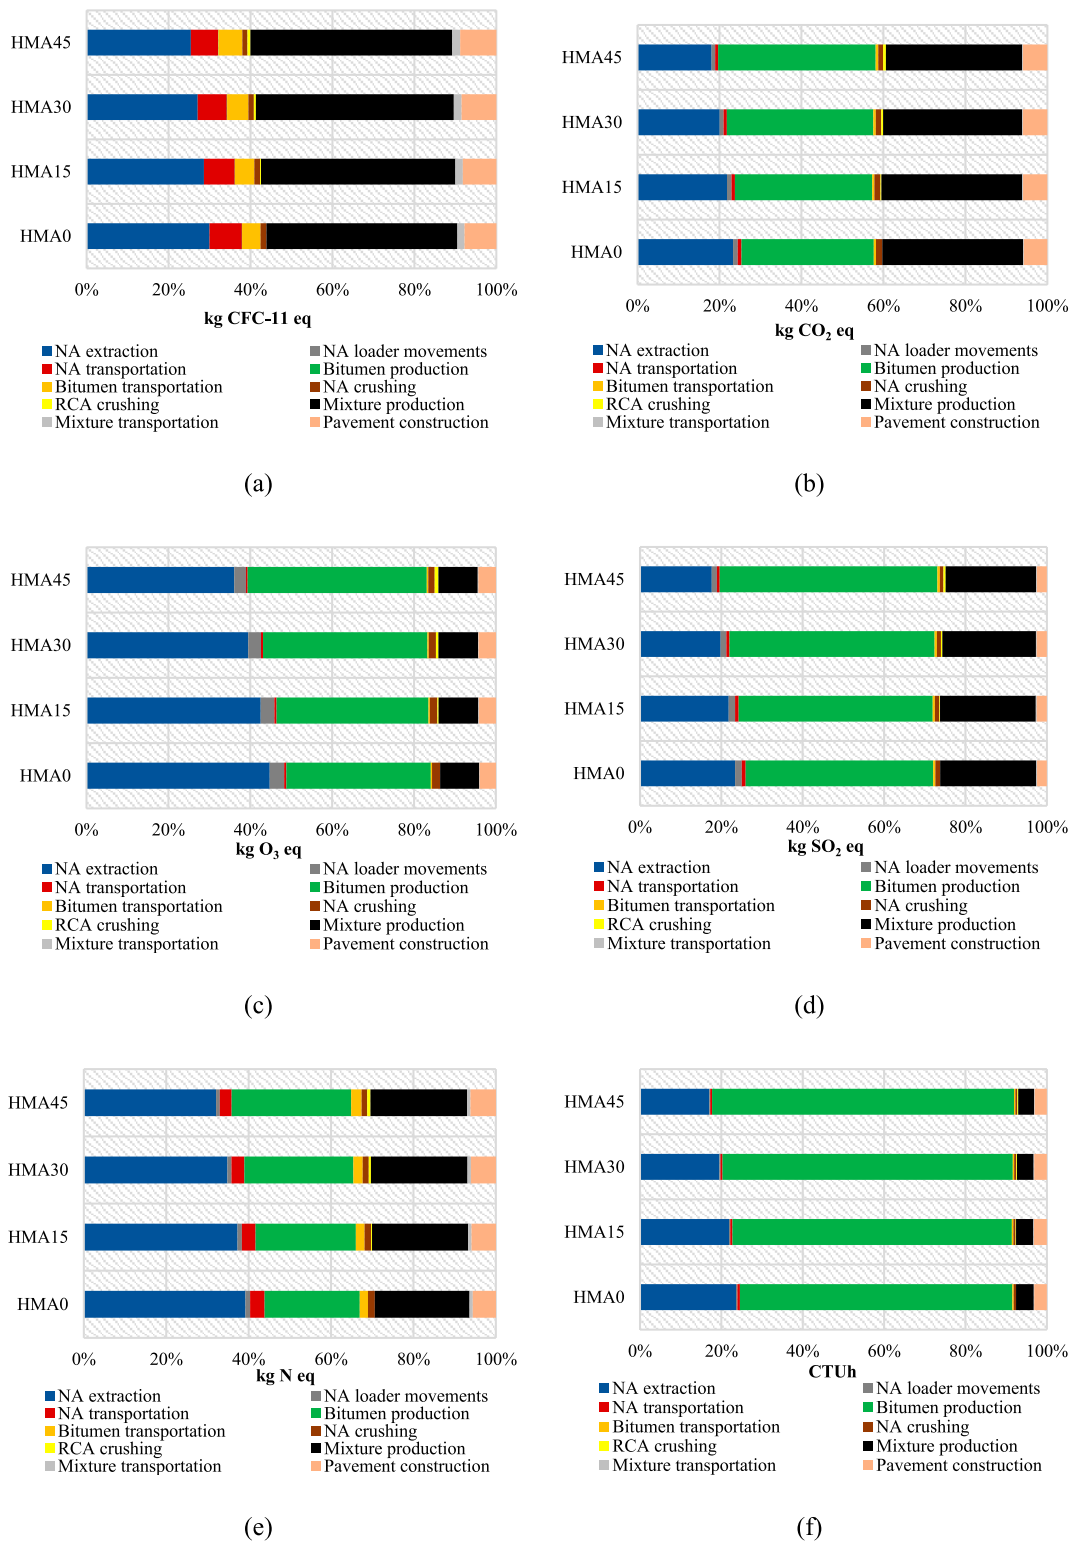 HMA45
HMA30
HMA15
HMA0
0% 20% 40% 60% 80% 100%
kg CFC-11 eq
NA extraction NA loader movements
NA transportation Bitumen production
Bitumen transportation NA crushing
RCA crushing Mixture production
Mixture transportation Pavement construction
(a)
HMA45
HMA30
HMA15
HMA0
0% 20% 40% 60% 80% 100%
kg CO₂ eq
NA extraction NA loader movements
NA transportation Bitumen production
Bitumen transportation NA crushing
RCA crushing Mixture production
Mixture transportation Pavement construction
(b)
HMA45
HMA30
HMA15
HMA0
0% 20% 40% 60% 80% 100%
kg O₃ eq
NA extraction NA loader movements
NA transportation Bitumen production
Bitumen transportation NA crushing
RCA crushing Mixture production
Mixture transportation Pavement construction
(c)
HMA45
HMA30
HMA15
HMA0
0% 20% 40% 60% 80% 100%
kg SO₂ eq
NA extraction NA loader movements
NA transportation Bitumen production
Bitumen transportation NA crushing
RCA crushing Mixture production
Mixture transportation Pavement construction
(d)
HMA45
HMA30
HMA15
HMA0
0% 20% 40% 60% 80% 100%
kg N eq
NA extraction NA loader movements
NA transportation Bitumen production
Bitumen transportation NA crushing
RCA crushing Mixture production
Mixture transportation Pavement construction
(e)
HMA45
HMA30
HMA15
HMA0
0% 20% 40% 60% 80% 100%
CTUh
NA extraction NA loader movements
NA transportation Bitumen production
Bitumen transportation NA crushing
RCA crushing Mixture production
Mixture transportation Pavement construction
(f)